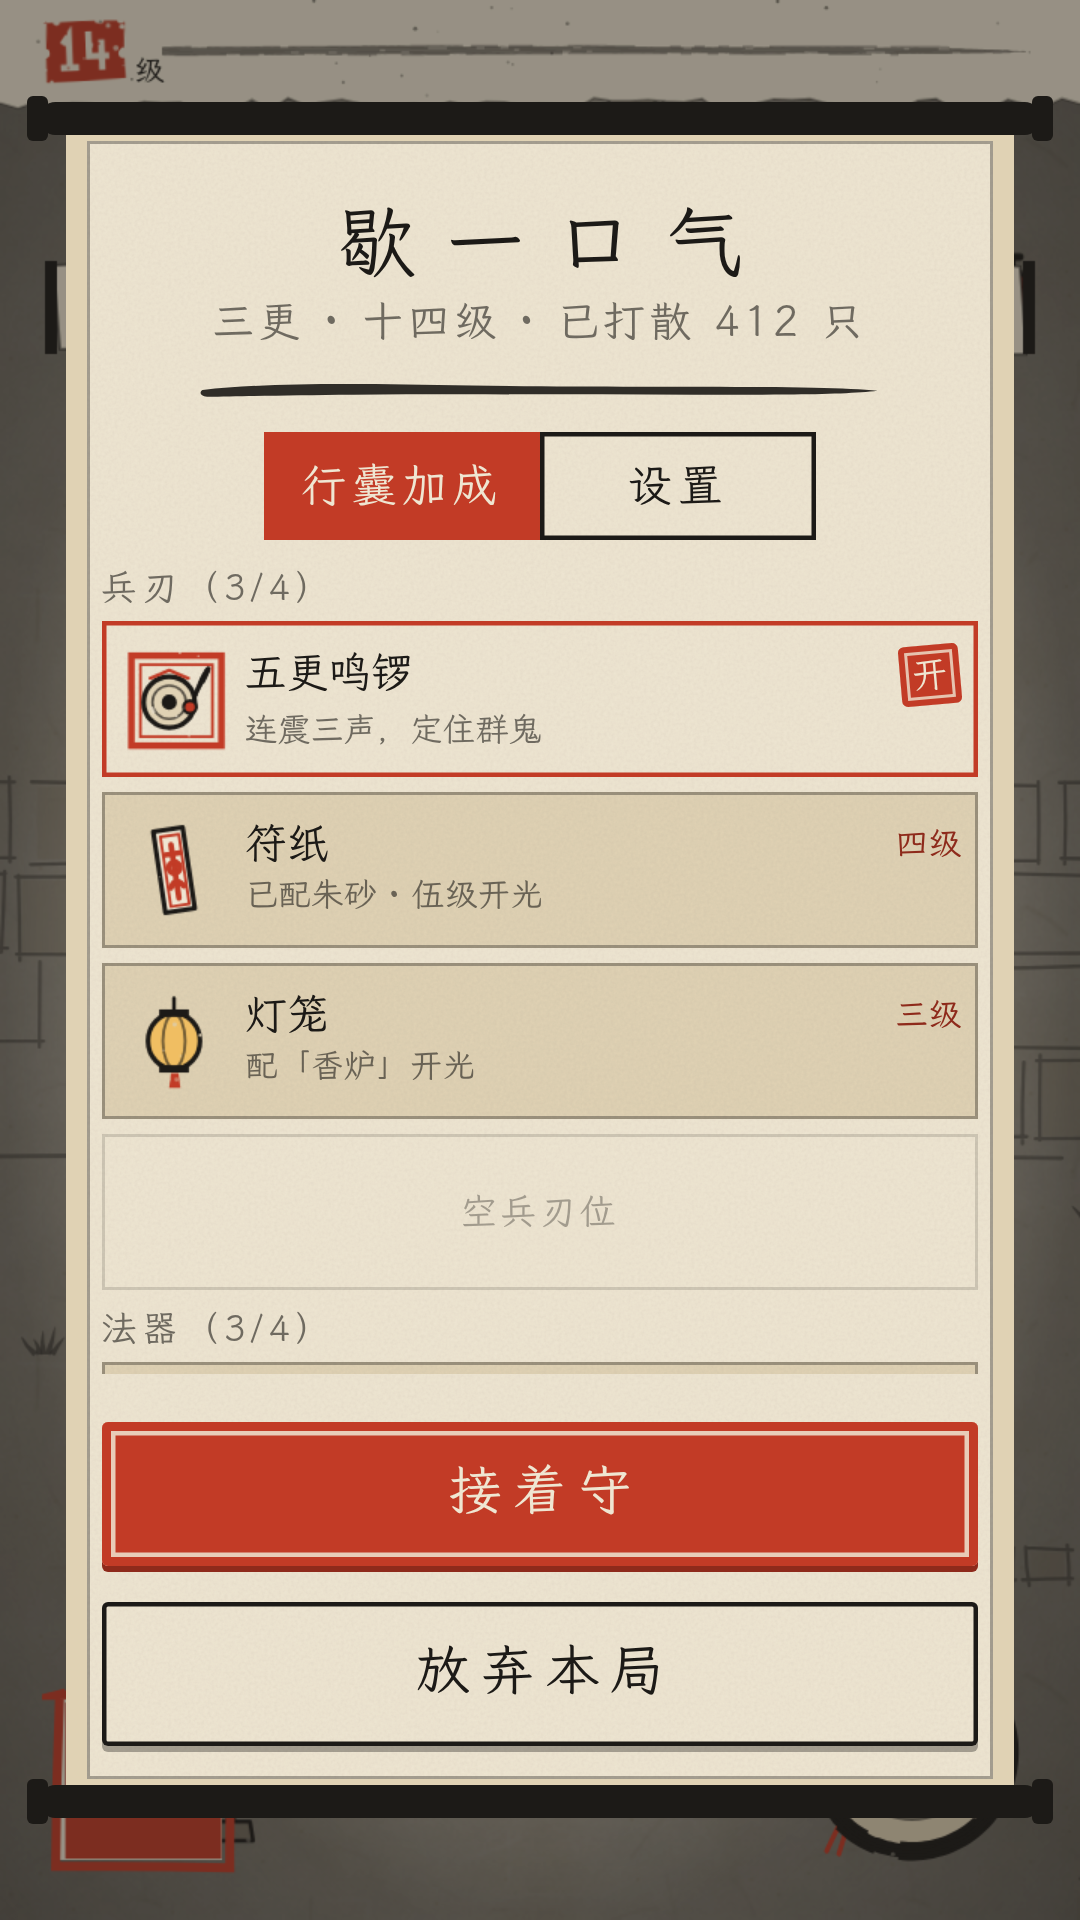 14 级
歇一口气
三更 · 十四级 · 已打散 412 只
行囊加成
设置
兵刃 (3/4)
五更鸣锣
开
连震三声，定住群鬼
符纸
四级
已配朱砂 · 伍级开光
灯笼
三级
配「香炉」开光
空兵刃位
法器 (3/4)
接着守
放弃本局